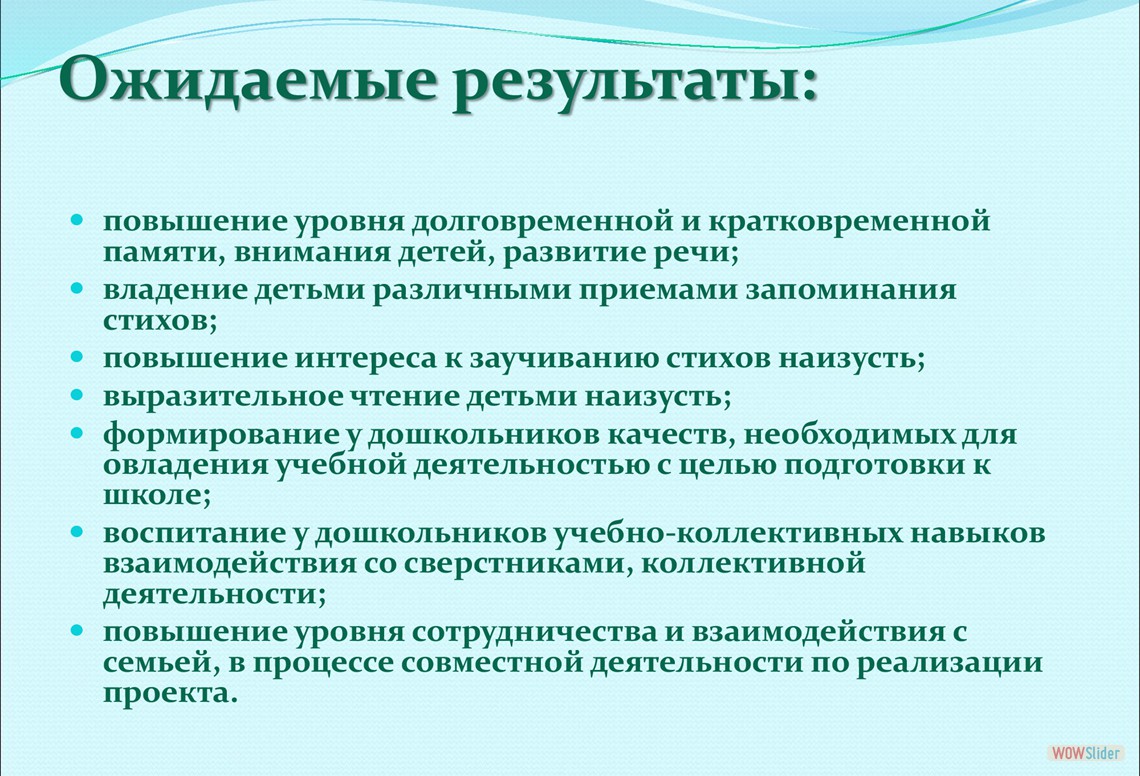 Ожидаемые результаты:
• повышение уровня долговременной и кратковременной
памяти, внимания детей, развитие речи;
• владение детьми различными приемами запоминания
стихов;
• повышение интереса к заучиванию стихов наизусть;
• выразительное чтение детьми наизусть;
• формирование у дошкольников качеств, необходимых для
овладения учебной деятельностью с целью подготовки к
школе;
• воспитание у дошкольников учебно-коллективных навыков
взаимодействия со сверстниками, коллективной
деятельности;
• повышение уровня сотрудничества и взаимодействия с
семьей, в процессе совместной деятельности по реализации
проекта.
WOWSlider